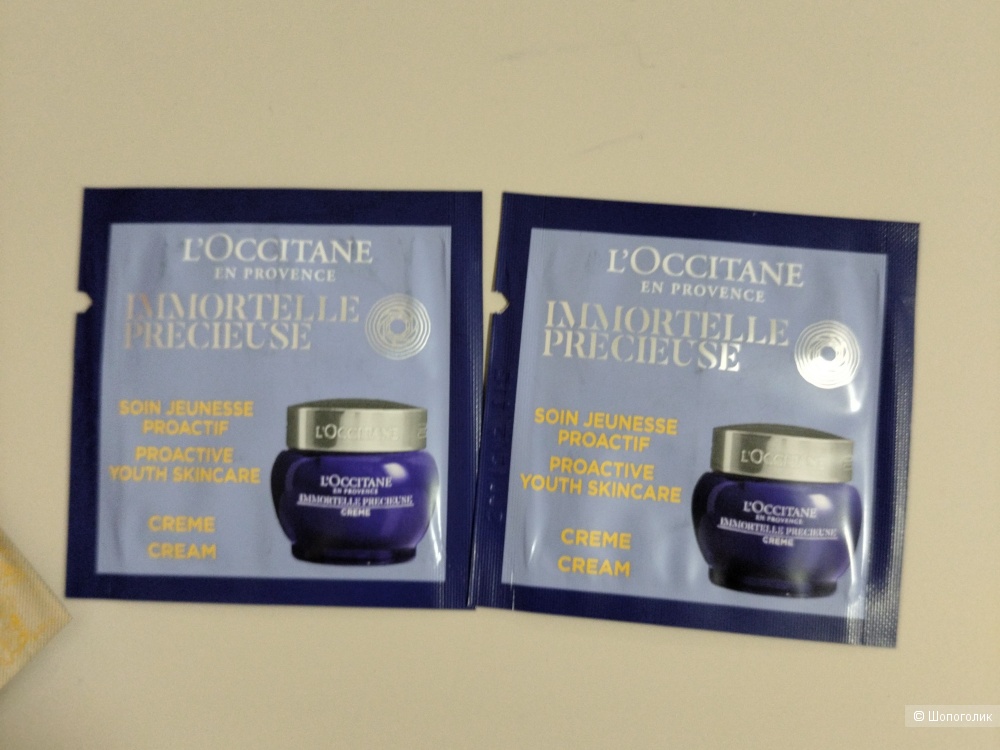 L'OCCITANE
EN PROVENCE
IMMORTELLE
PRECIEUSE
SOIN JEUNESSE
PROACTIF
PROACTIVE
YOUTH SKINCARE
CREME
CREAM
L'OCCITANE
L'OCCITANE
EN PROVENCE
IMMORTELLE PRECIEUSE
CREME
L'OCCITANE
EN PROVENCE
IMMORTELLE
PRECIEUSE
SOIN JEUNESSE
PROACTIF
PROACTIVE
YOUTH SKINCARE
CREME
CREAM
L'OCCITANE
L'OCCITANE
EN PROVENCE
IMMORTELLE PRECIEUSE
CREME
© Шопоголик